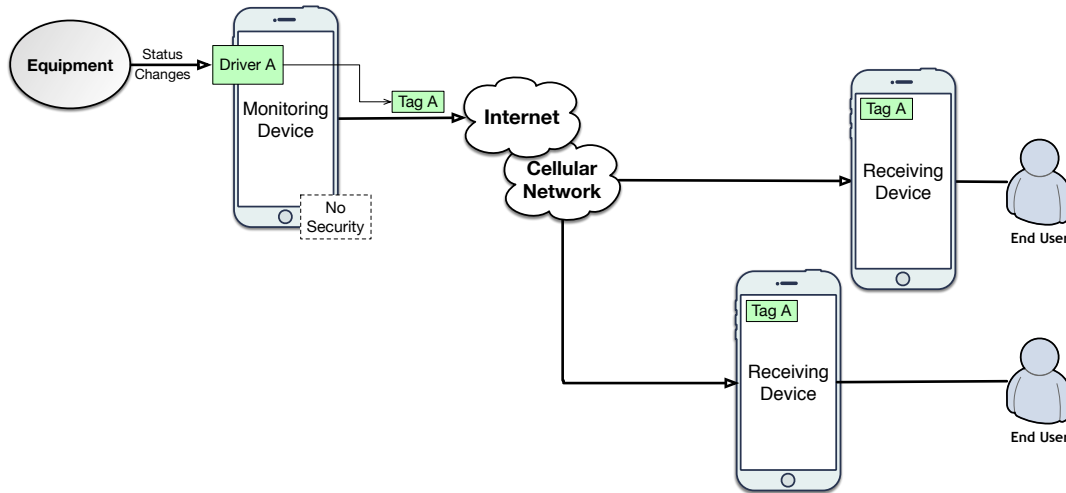 Equipment
Status
Changes
Driver A
Monitoring
Device
No
Security
Tag A
Internet
Cellular
Network
Tag A
Receiving
Device
End User
Tag A
Receiving
Device
End User